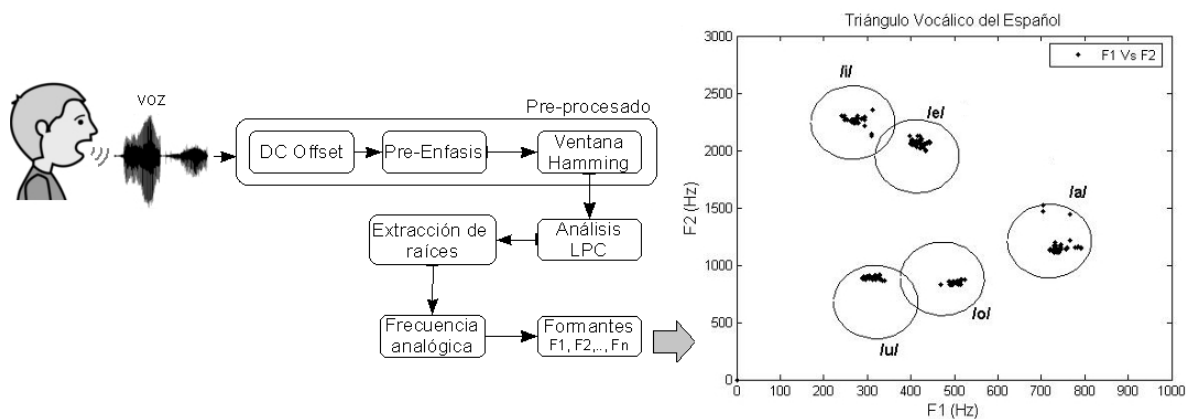 voz
Pre-procesado
DC Offset
Pre-Enfasis
Ventana
Hamming
Extracción de
raíces
Análisis
LPC
Frecuencia
analógica
Formantes
F1, F2,.., Fn
Triángulo Vocálico del Español
F1 Vs F2
/i/
/e/
/a/
/o/
/u/
F2 (Hz)
3000
2500
2000
1500
1000
500
0
0
100
200
300
400
500
600
700
800
900
1000
F1 (Hz)